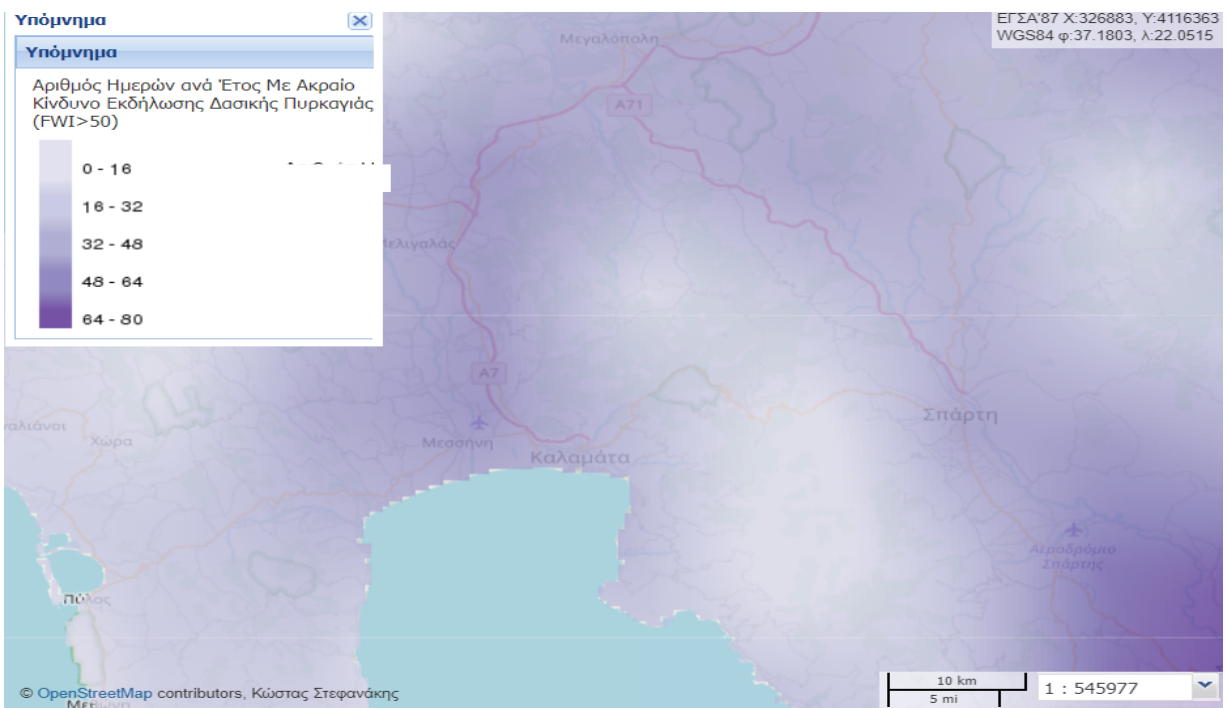 Υπόμνημα
Υπόμνημα
Αριθμός Ημερών ανά Έτος Με Ακραίο
Κίνδυνο Εκδήλωσης Δασικής Πυρκαγιάς
(FWI>50)
0 - 16
16 - 32
32 - 48
48 - 64
64 - 80
ΕΓΣΑ'87 X:326883, Y:4116363
WGS84 φ:37.1803, λ:22.0515
Μεγαλόπολη
A71
Μελιγαλάς
A7
Σπάρτη
Χώρα
Μεσσήνη
Καλαμάτα
Αεροδρόμιο
Σπάρτης
Πύλος
© OpenStreetMap contributors, Κώστας Στεφανάκης
10 km
5 mi
1 : 545977